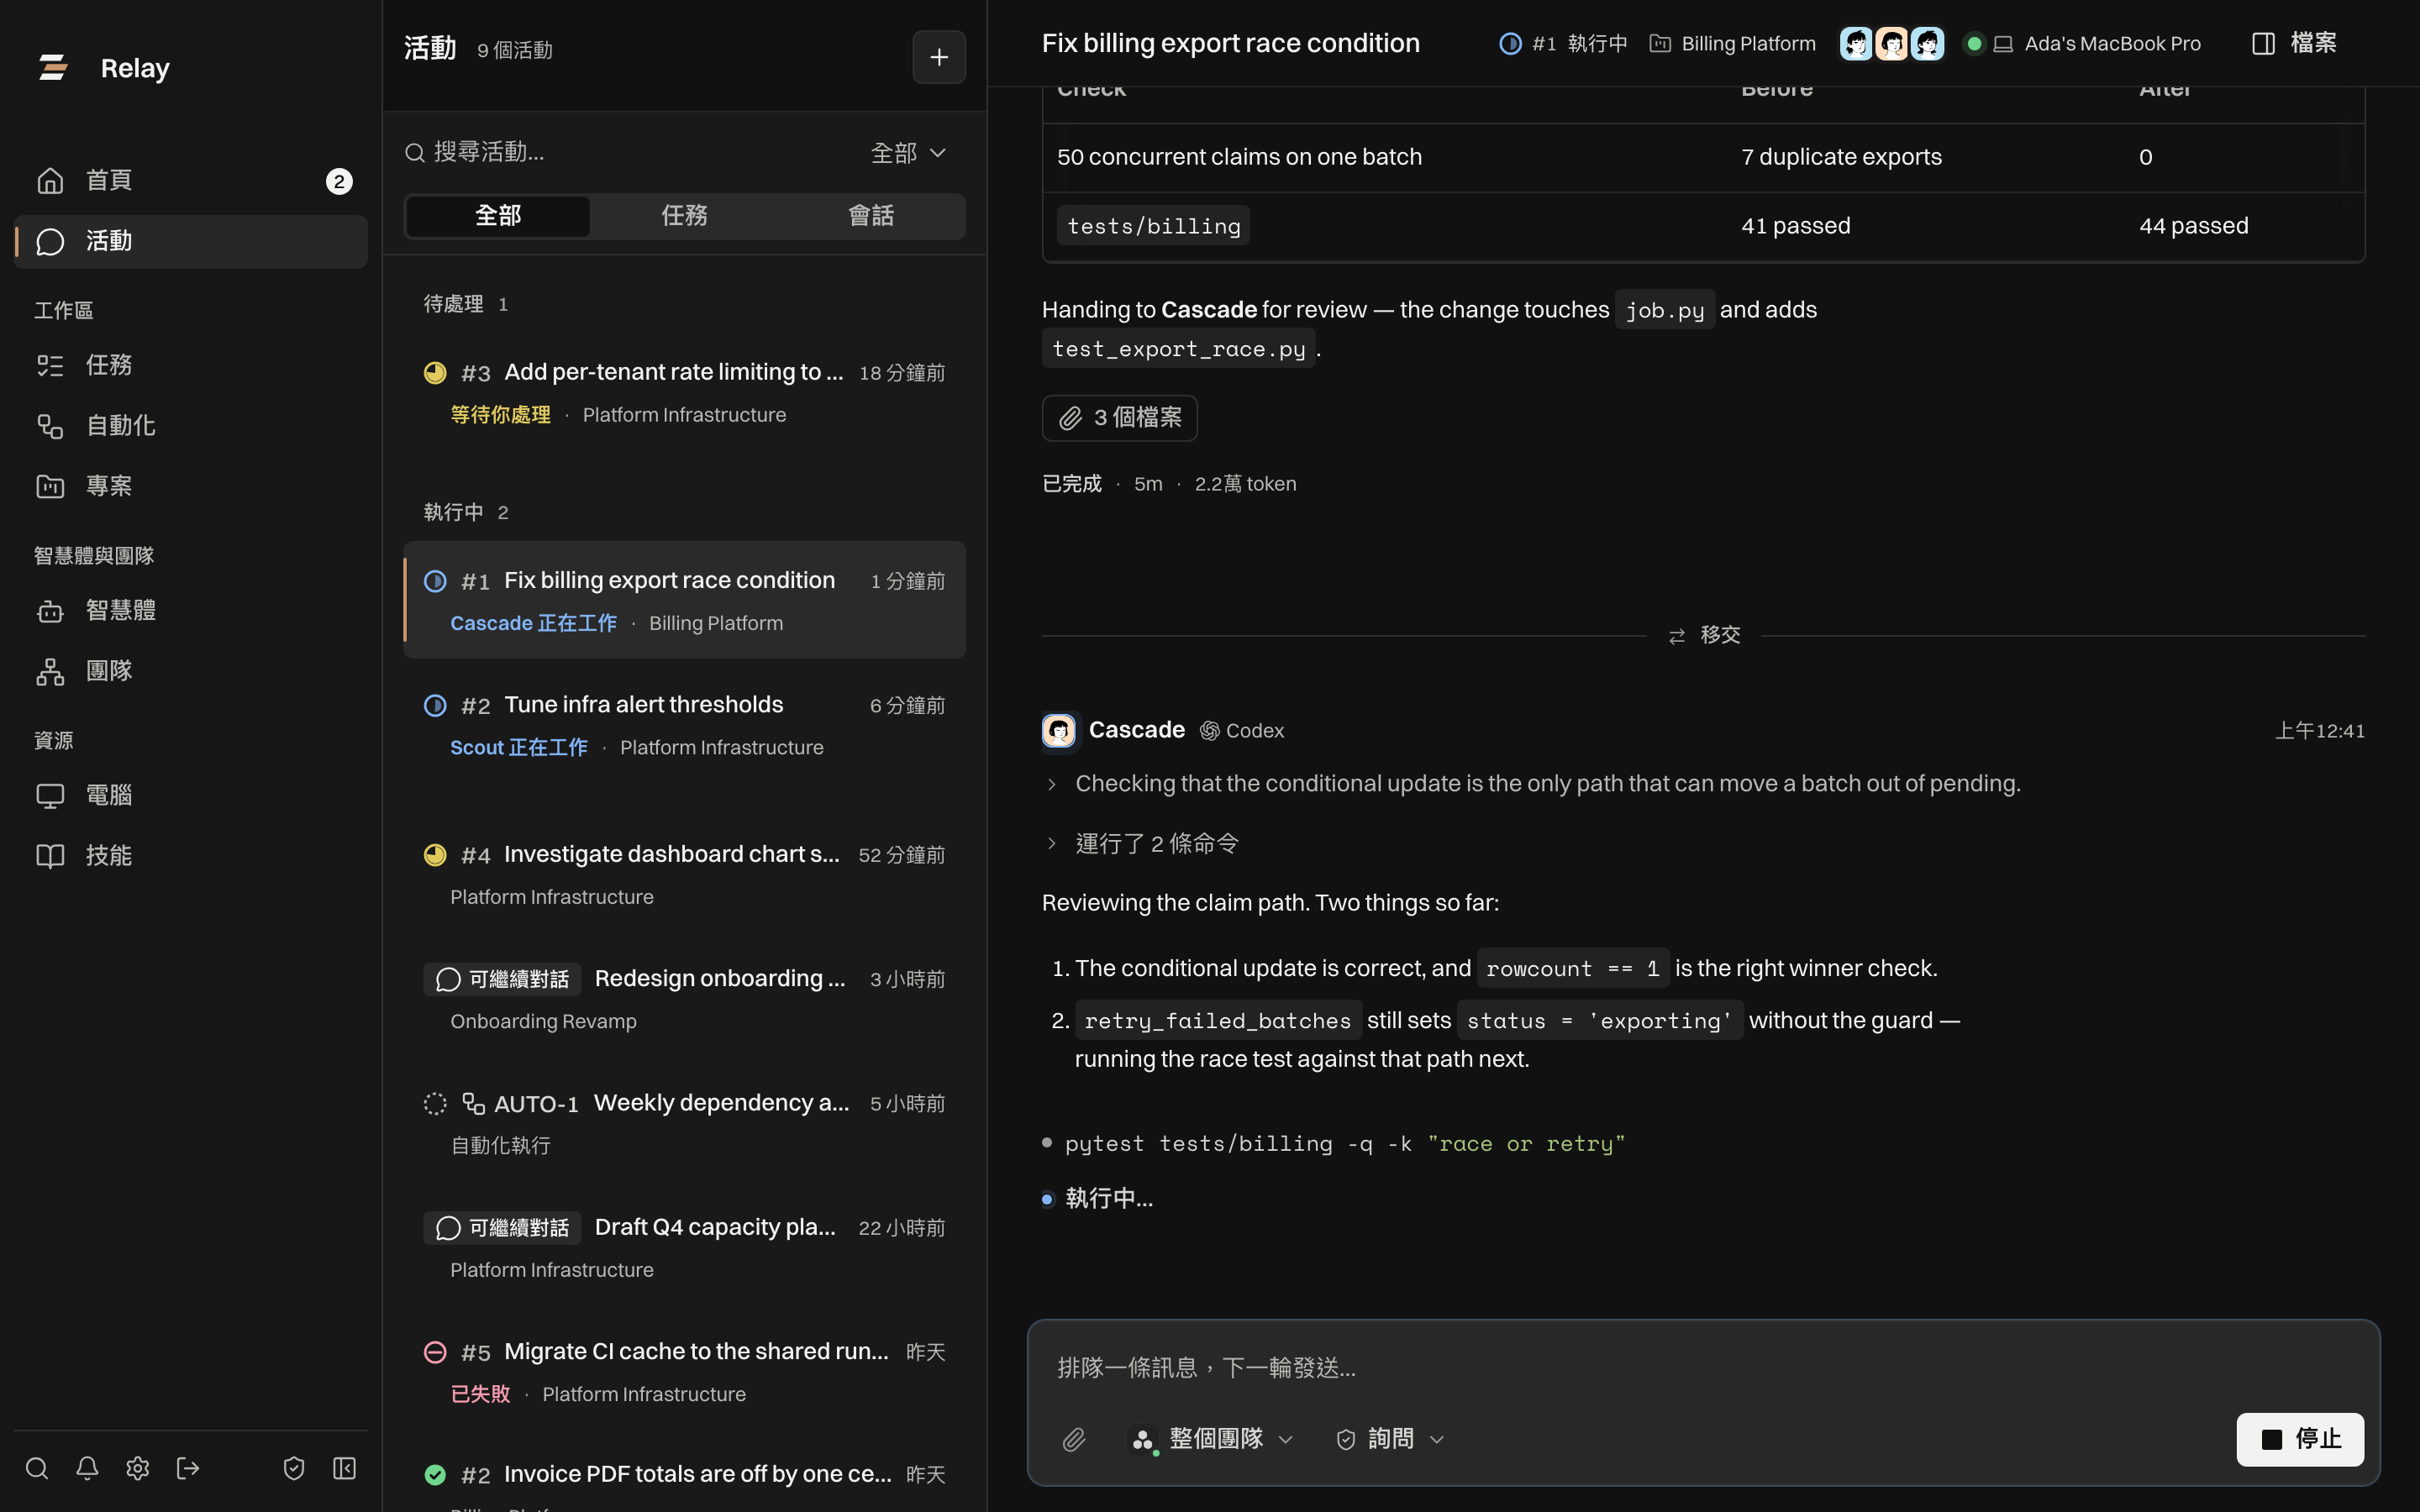 Relay
首頁
2
活動
工作區
任務
自動化
專案
智慧體與團隊
智慧體
團隊
資源
電腦
技能
活動 9 個活動
搜尋活動...
全部
全部 任務 會話
待處理 1
#3 Add per-tenant rate limiting to ... 18 分鐘前
等待你處理 · Platform Infrastructure
執行中 2
#1 Fix billing export race condition 1 分鐘前
Cascade 正在工作 · Billing Platform
#2 Tune infra alert thresholds 6 分鐘前
Scout 正在工作 · Platform Infrastructure
#4 Investigate dashboard chart s... 52 分鐘前
Platform Infrastructure
可繼續對話 Redesign onboarding ... 3 小時前
Onboarding Revamp
AUTO-1 Weekly dependency a... 5 小時前
自動化執行
可繼續對話 Draft Q4 capacity pla... 22 小時前
Platform Infrastructure
#5 Migrate CI cache to the shared run... 昨天
已失敗 · Platform Infrastructure
#2 Invoice PDF totals are off by one ce... 昨天
Fix billing export race condition #1 執行中 Billing Platform Ada's MacBook Pro 檔案
Check Before After
50 concurrent claims on one batch 7 duplicate exports 0
tests/billing 41 passed 44 passed
Handing to Cascade for review — the change touches job.py and adds
test_export_race.py.
3 個檔案
已完成 · 5m · 2.2萬 token
移交
Cascade Codex 上午12:41
Checking that the conditional update is the only path that can move a batch out of pending.
運行了 2 條命令
Reviewing the claim path. Two things so far:
1. The conditional update is correct, and rowcount == 1 is the right winner check.
2. retry_failed_batches still sets status = 'exporting' without the guard —
running the race test against that path next.
pytest tests/billing -q -k "race or retry"
執行中...
排隊一條訊息，下一輪發送...
整個團隊 詢問
停止